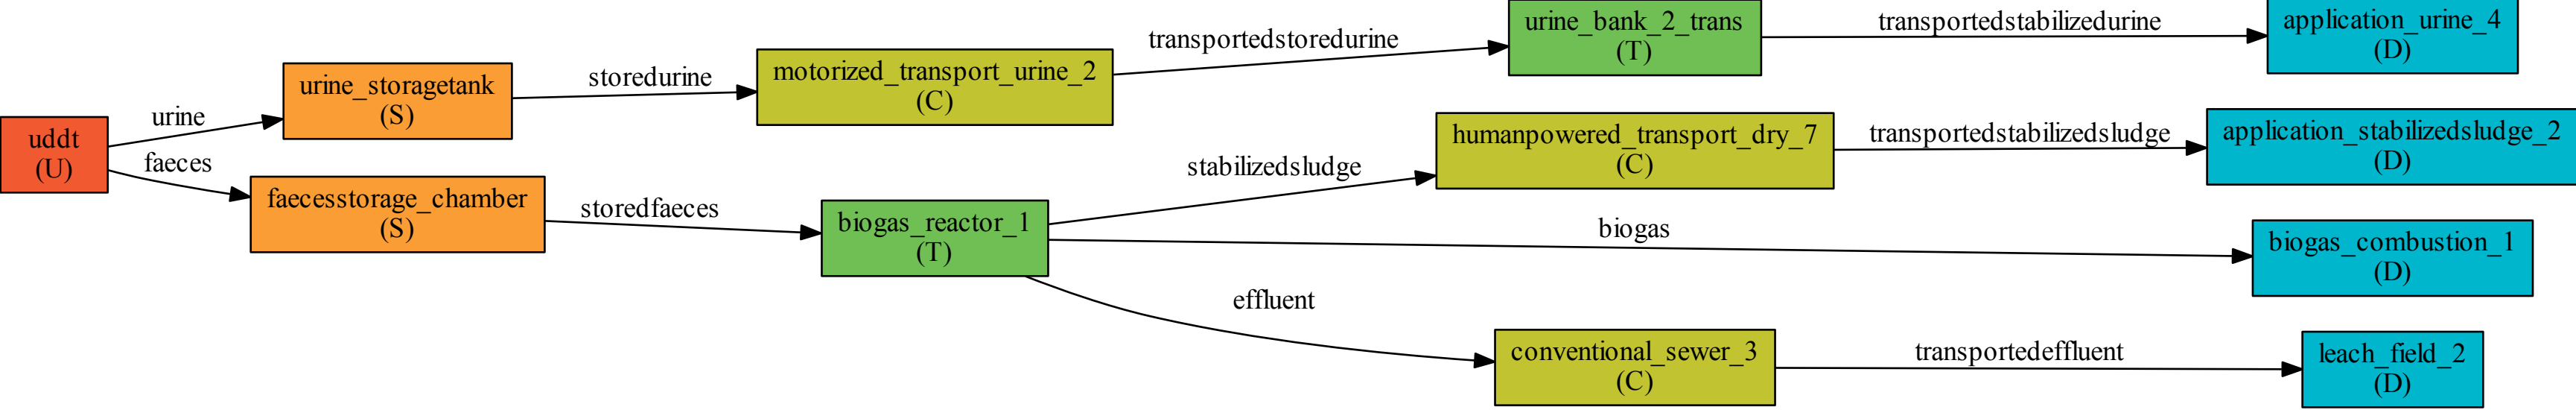 uddt
(U)
urine
faeces
urine_storagetank
(S)
faecesstorage_chamber
(S)
storedurine
storedfaeces
motorized_transport_urine_2
(C)
biogas_reactor_1
(T)
transportedstoredurine
stabilizedsludge
biogas
effluent
urine_bank_2_trans
(T)
humanpowered_transport_dry_7
(C)
conventional_sewer_3
(C)
transportedstabilizedurine
transportedstabilizedsludge
transportedeffluent
application_urine_4
(D)
application_stabilizedsludge_2
(D)
biogas_combustion_1
(D)
leach_field_2
(D)